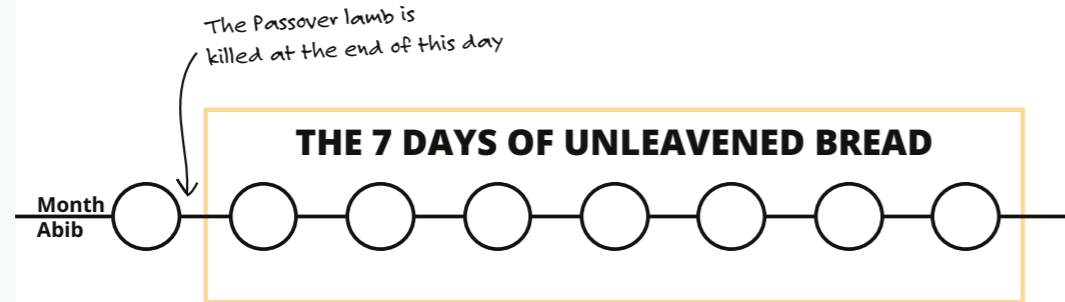 The Passover lamb is
killed at the end of this day
THE 7 DAYS OF UNLEAVENED BREAD
Month
Abib